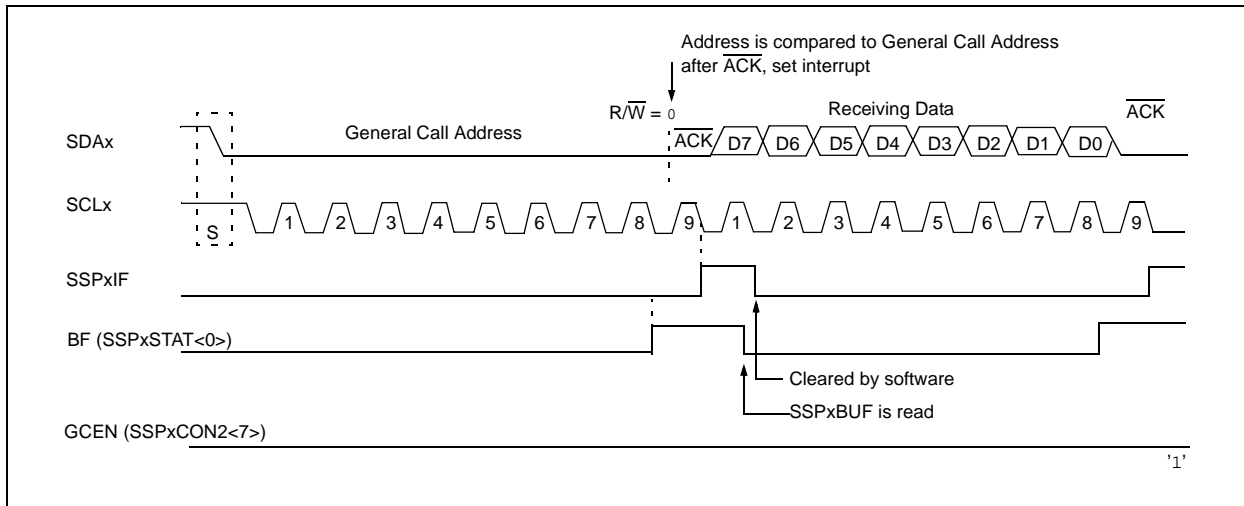 Address is compared to General Call Address
after ACK, set interrupt
R/W = 0
Receiving Data
ACK
SDAx
General Call Address
ACK
D7 D6 D5 D4 D3 D2 D1 D0
SCLx
S
1 2 3 4 5 6 7 8 9 1 2 3 4 5 6 7 8 9
SSPxIF
BF (SSPxSTAT<0>)
Cleared by software
SSPxBUF is read
GCEN (SSPxCON2<7>)
'1'